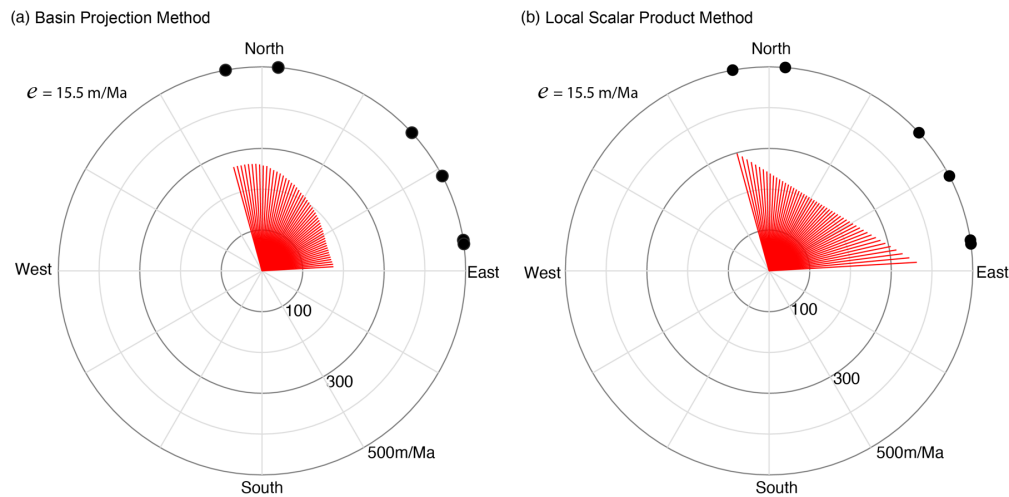 (a) Basin Projection Method
North
e = 15.5 m/Ma
West
East
100
300
500m/Ma
South
(b) Local Scalar Product Method
North
e = 15.5 m/Ma
West
East
100
300
500m/Ma
South